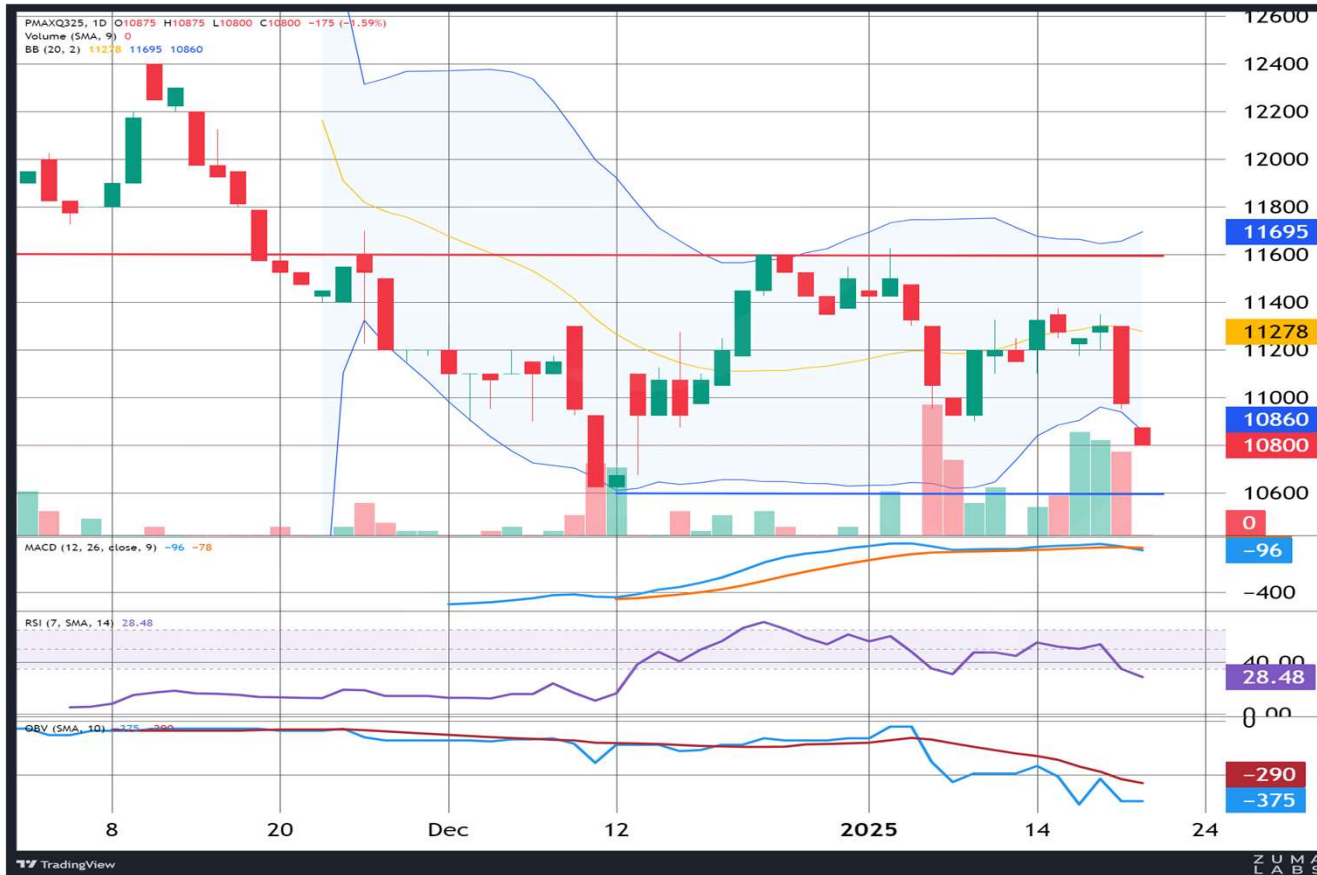 PMAXQ325, 1D O10875 H10875 L10800 C10800 −175 (−1.59%)
Volume (SMA, 9) 0
BB (20, 2) 11278 11695 10860
12600
12400
12200
12000
11800
11695
11600
11400
11278
11200
11000
10860
10800
10600
0
MACD (12, 26, close, 9) −96 −78
−96
−400
RSI (7, SMA, 14) 28.48
40.00
28.48
0.00
OBV (SMA, 10) −375 −290
0
−290
−375
8 20 Dec 12 2025 14 24
TradingView
ZUMA
LABS